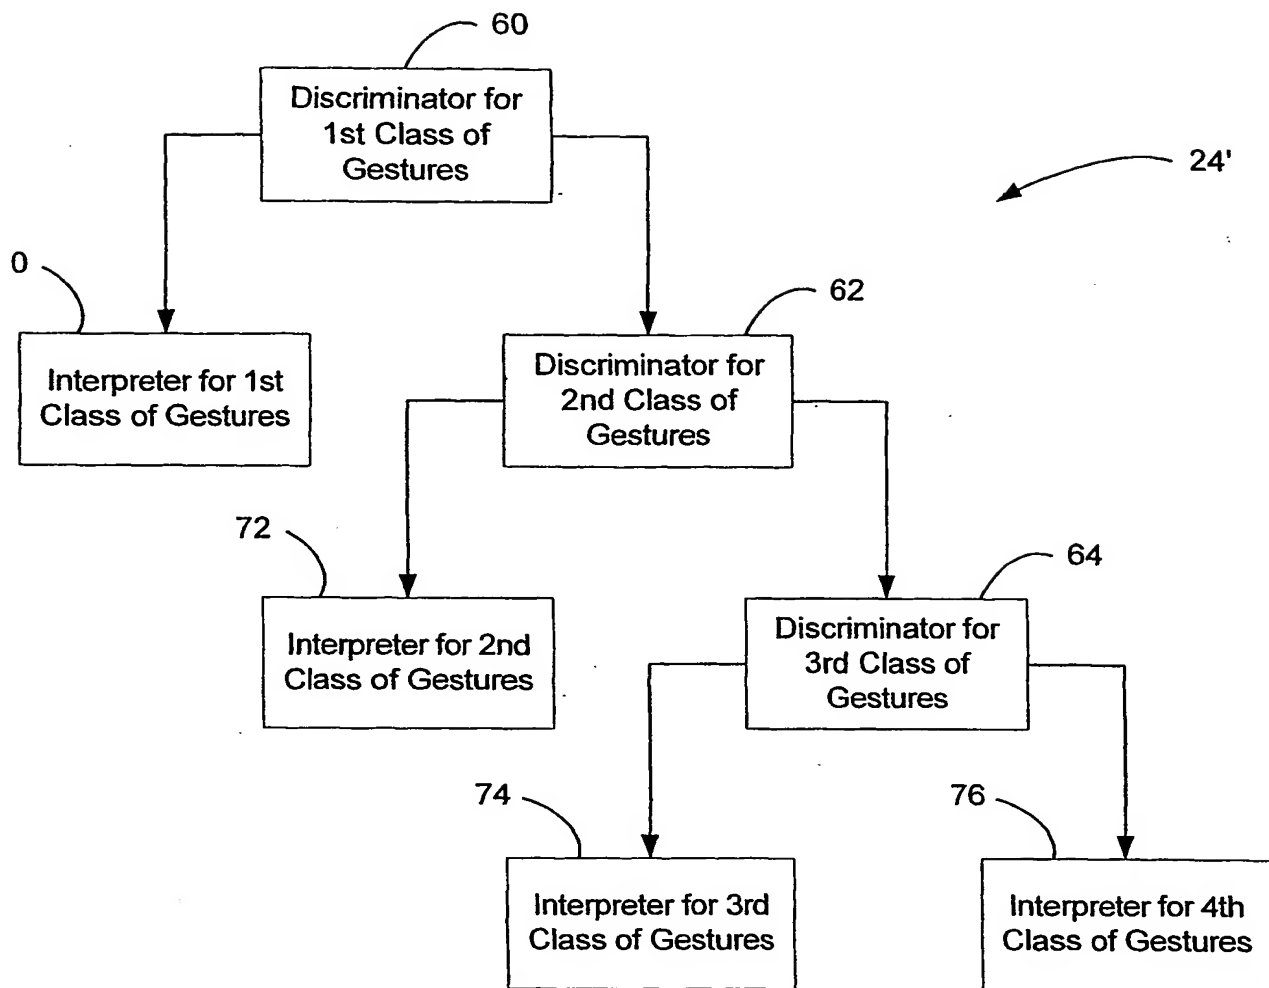 60
Discriminator for
1st Class of
Gestures
24'
0
Interpreter for 1st
Class of Gestures
62
Discriminator for
2nd Class of
Gestures
72
Interpreter for 2nd
Class of Gestures
64
Discriminator for
3rd Class of
Gestures
74
Interpreter for 3rd
Class of Gestures
76
Interpreter for 4th
Class of Gestures